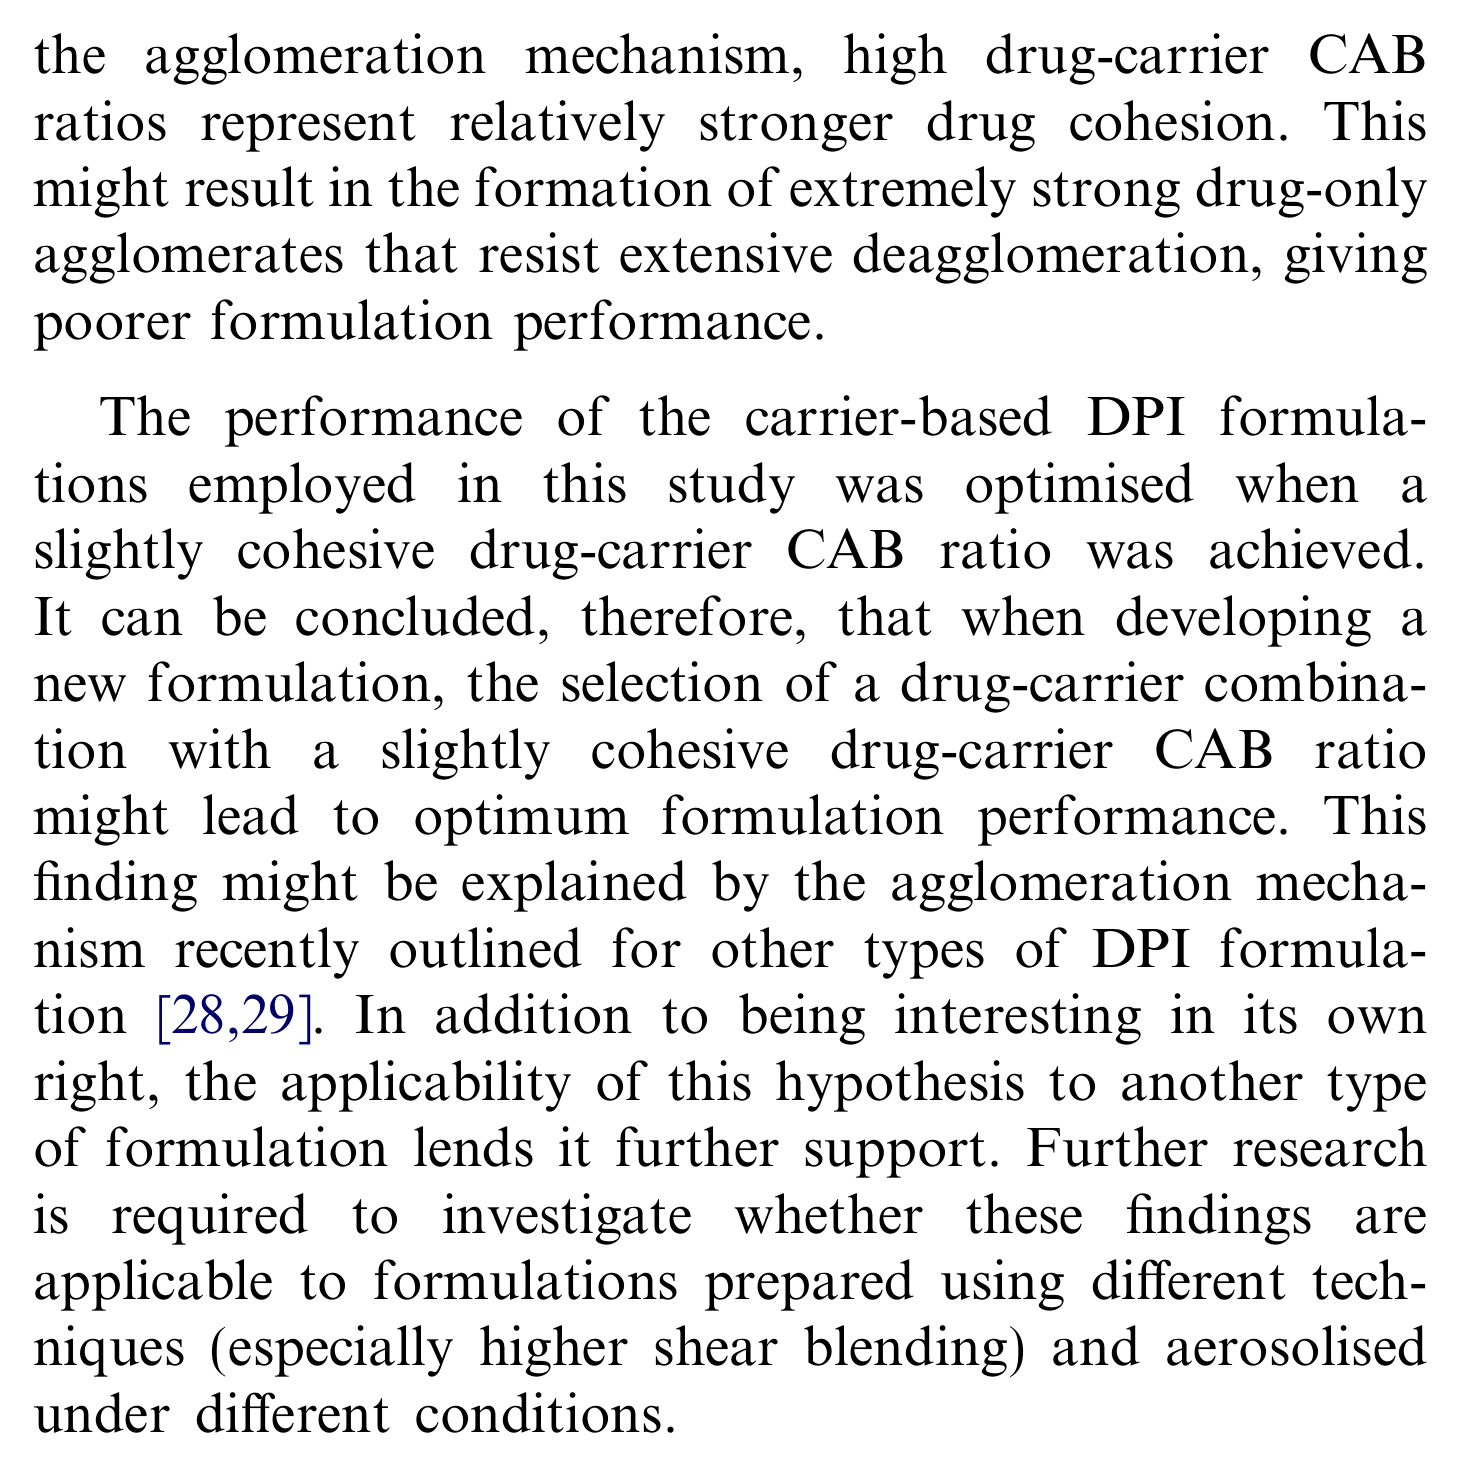 the agglomeration mechanism, high drug-carrier CAB
ratios represent relatively stronger drug cohesion. This
might result in the formation of extremely strong drug-only
agglomerates that resist extensive deagglomeration, giving
poorer formulation performance.
The performance of the carrier-based DPI formula-
tions employed in this study was optimised when a
slightly cohesive drug-carrier CAB ratio was achieved.
It can be concluded, therefore, that when developing a
new formulation, the selection of a drug-carrier combina-
tion with a slightly cohesive drug-carrier CAB ratio
might lead to optimum formulation performance. This
finding might be explained by the agglomeration mecha-
nism recently outlined for other types of DPI formula-
tion [28,29]. In addition to being interesting in its own
right, the applicability of this hypothesis to another type
of formulation lends it further support. Further research
is required to investigate whether these findings are
applicable to formulations prepared using different tech-
niques (especially higher shear blending) and aerosolised
under different conditions.